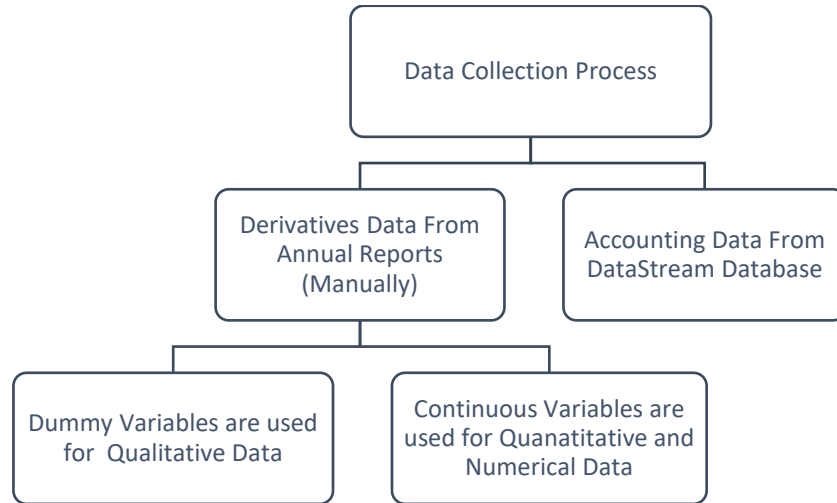 Data Collection Process
Derivatives Data From
Annual Reports
(Manually)
Accounting Data From
DataStream Database
Dummy Variables are used
for Qualitative Data
Continuous Variables are
used for Quanatitative and
Numerical Data